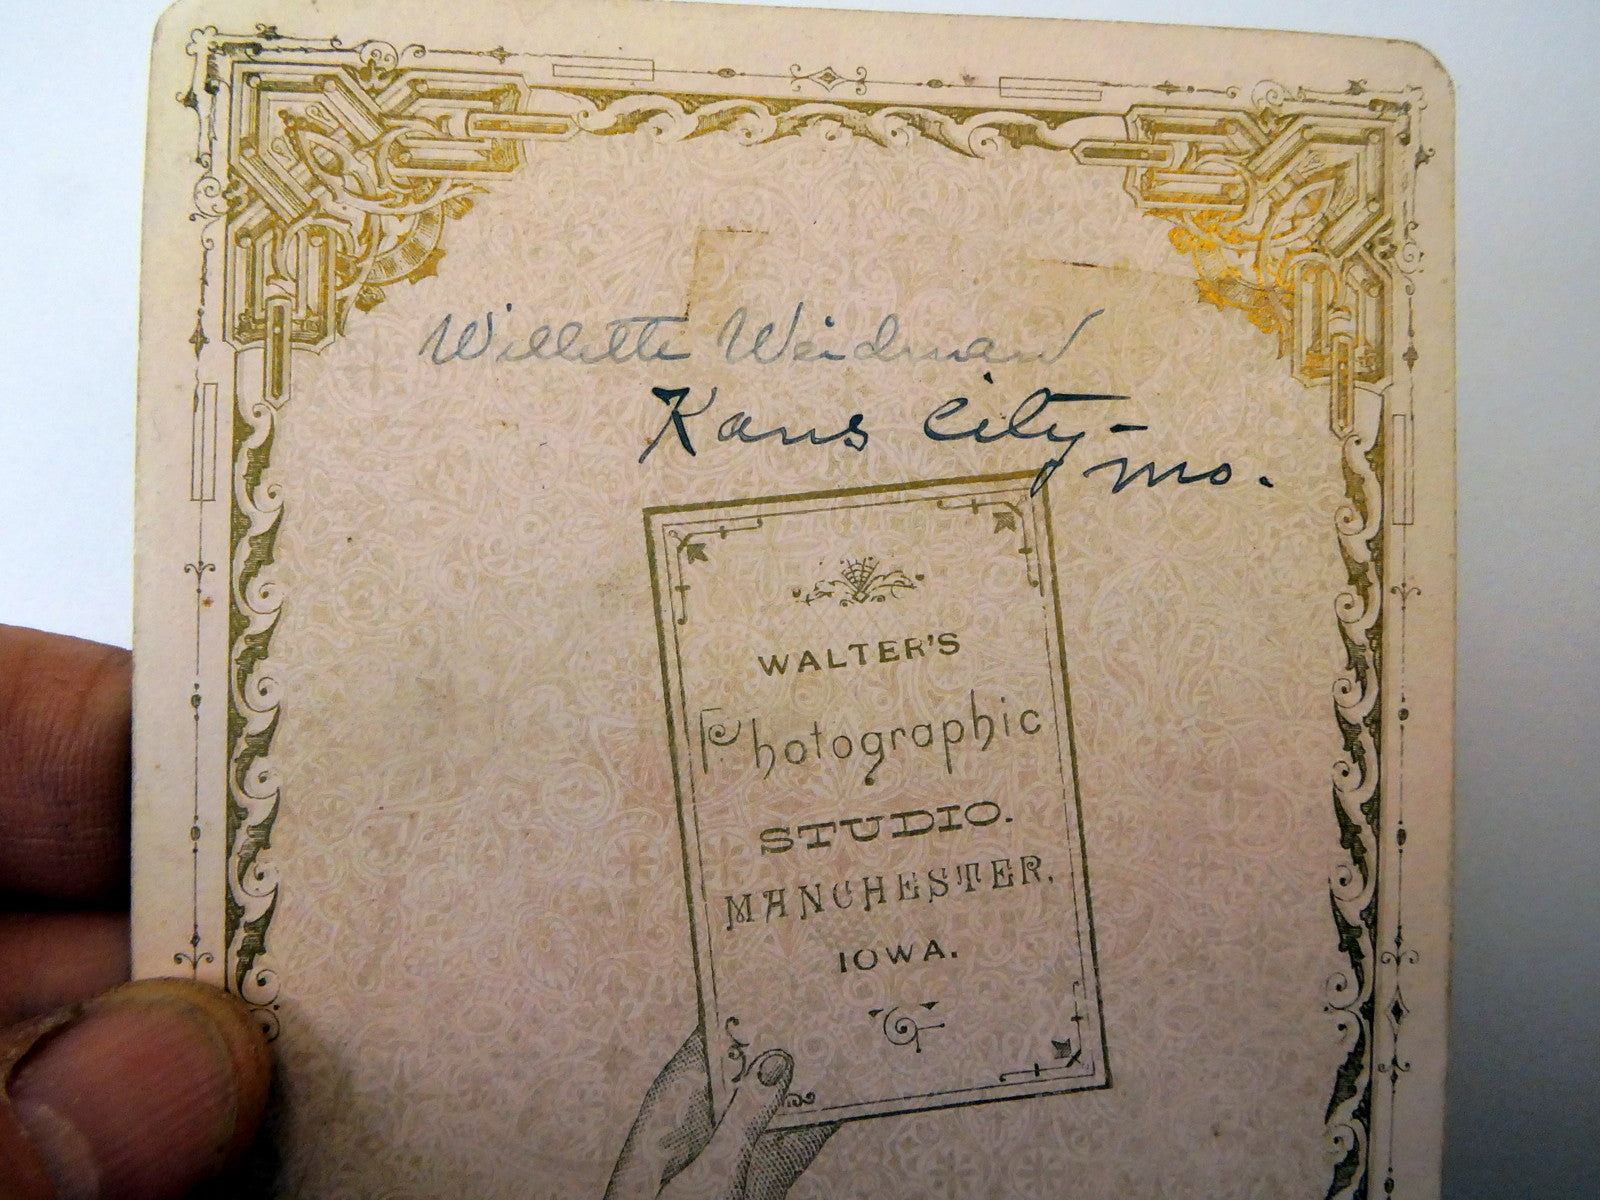 Willette Weidman
Kans City-
Mo.
WALTER'S
Photographic
STUDIO.
MANCHESTER,
IOWA.